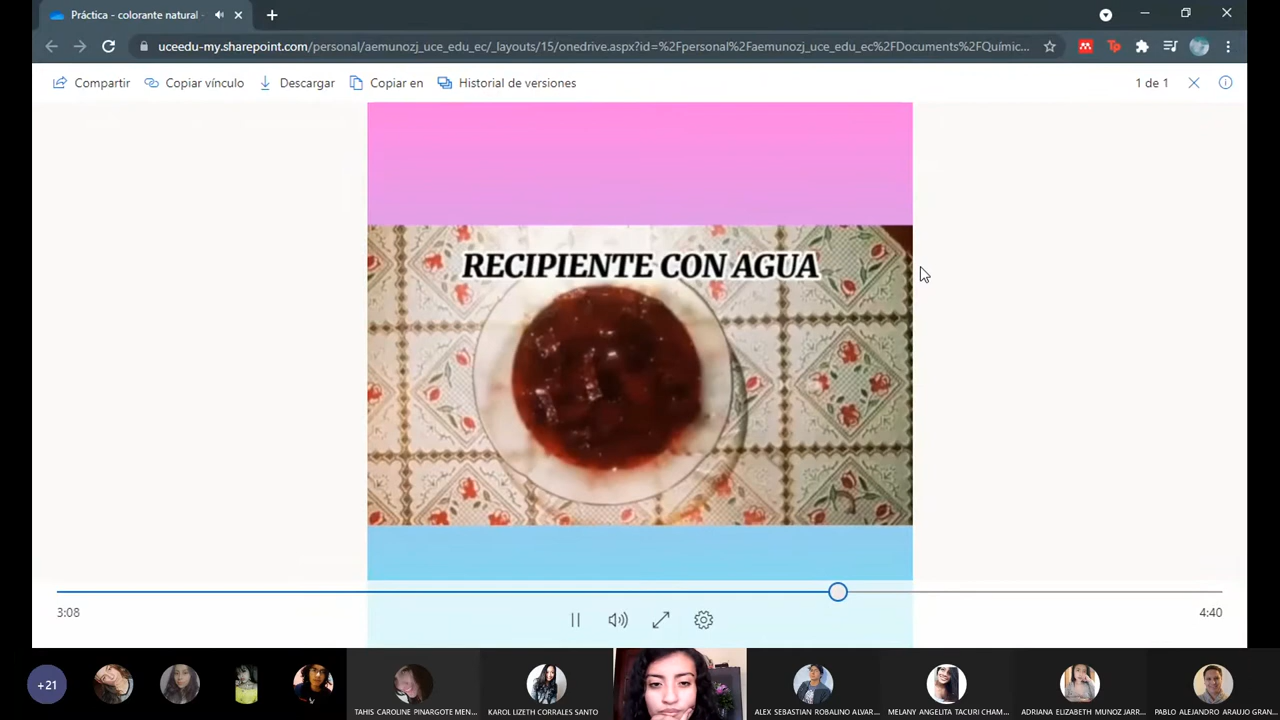 Práctica - colorante natural -
uceedu-my.sharepoint.com/personal/aemunozj_uce_edu_ec/_layouts/15/onedrive.aspx?id=%2Fpersonal%2Faemunozj_uce_edu_ec%2FDocuments%2FQuímic...
Compartir Copiar vínculo Descargar Copiar en Historial de versiones 1 de 1
RECIPIENTE CON AGUA
3:08 4:40
+21
TAHIS CAROLINE PINARGOTE MEN... KAROL LIZETH CORRALES SANTO ALEX SEBASTIAN ROBALINO ALVAR... MELANY ANGELITA TACURI CHAM... ADRIANA ELIZABETH MUNOZ JARR... PABLO ALEJANDRO ARAUJO GRAN...